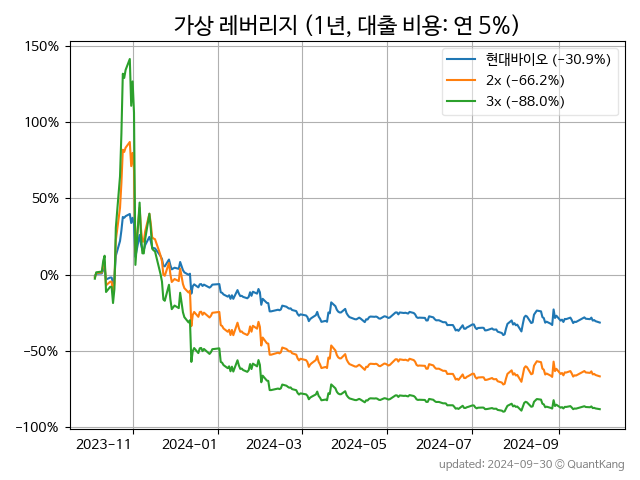 가상 레버리지 (1년, 대출 비용: 연 5%)
150%
100%
50%
0%
−50%
−100%
현대바이오 (-30.9%)
2x (-66.2%)
3x (-88.0%)
2023-11
2024-01
2024-03
2024-05
2024-07
2024-09
updated: 2024-09-30 © QuantKang